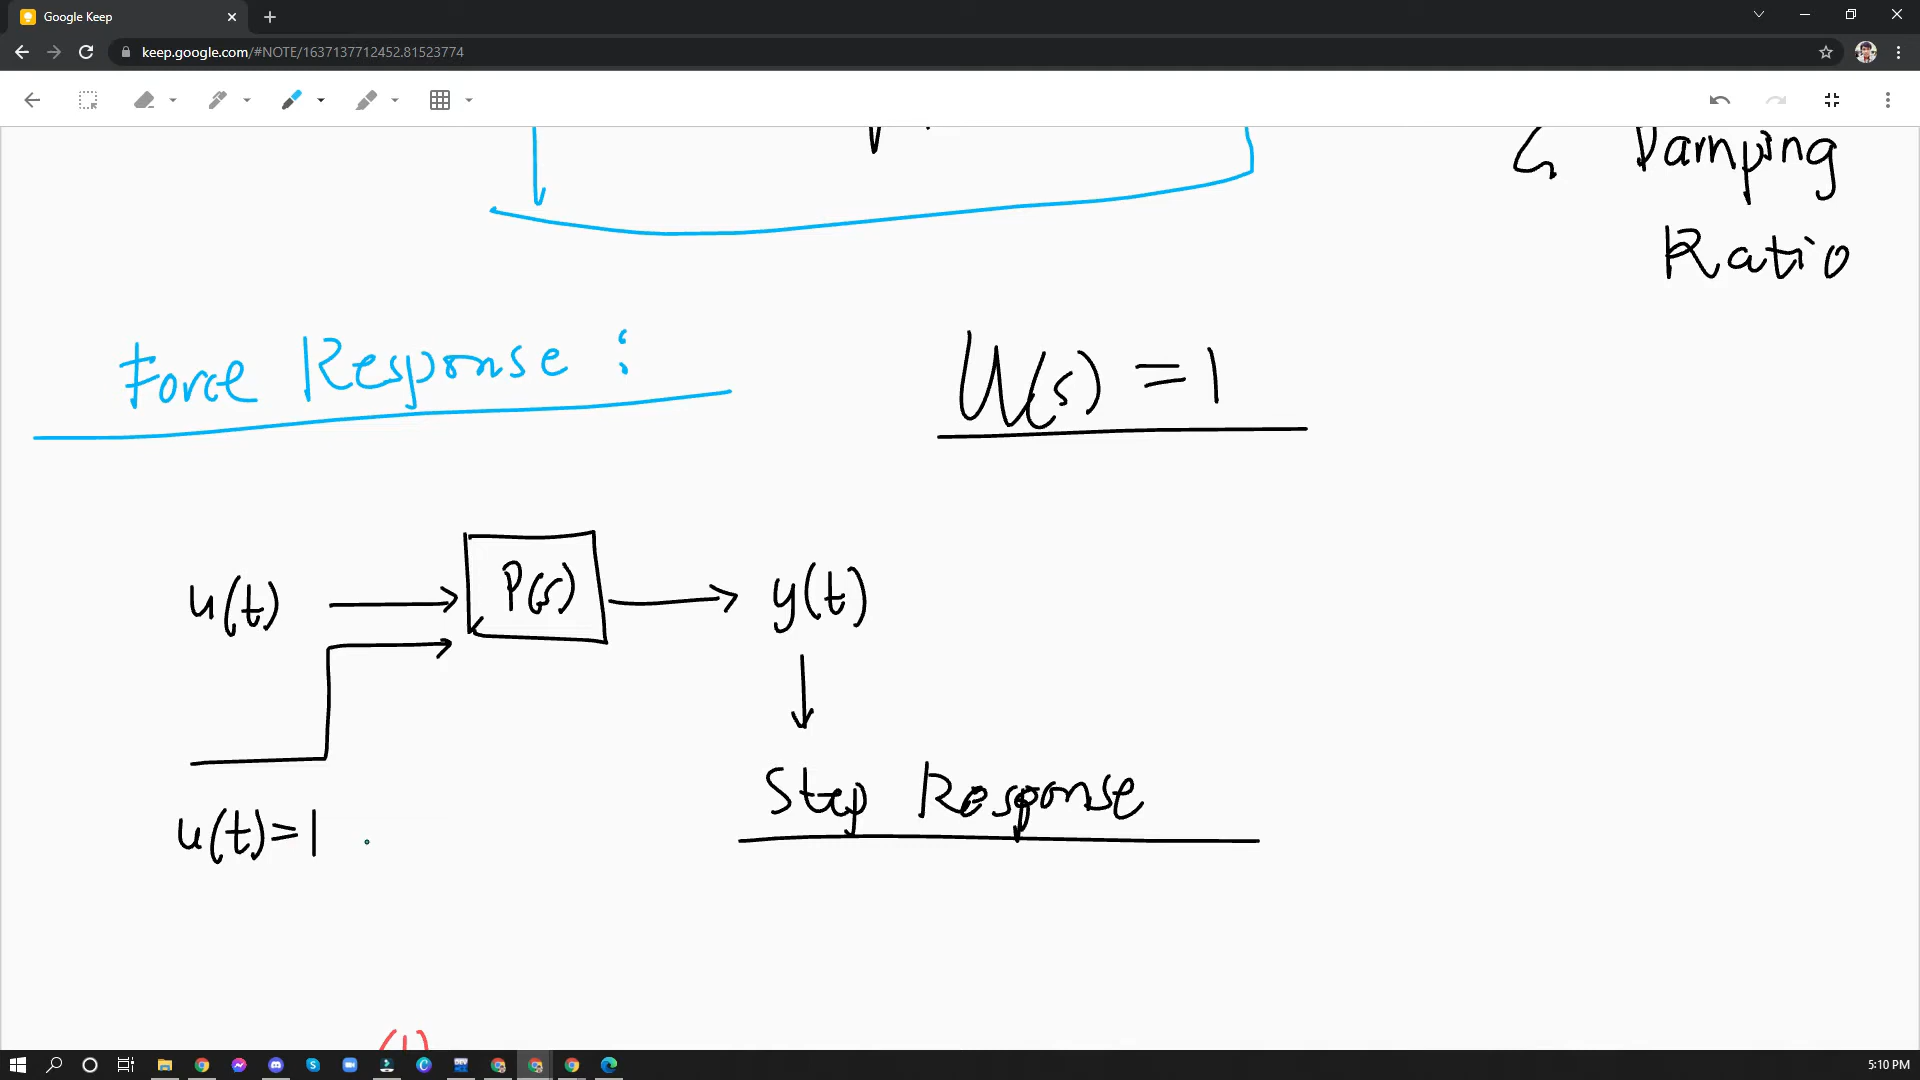 Google Keep
keep.google.com/#NOTE/1637137712452.81523774
Damping
Ratio
Force Response :
U(s) = 1
u(t)
P(s)
y(t)
Step Response
u(t)=1
(1)
5:10 PM